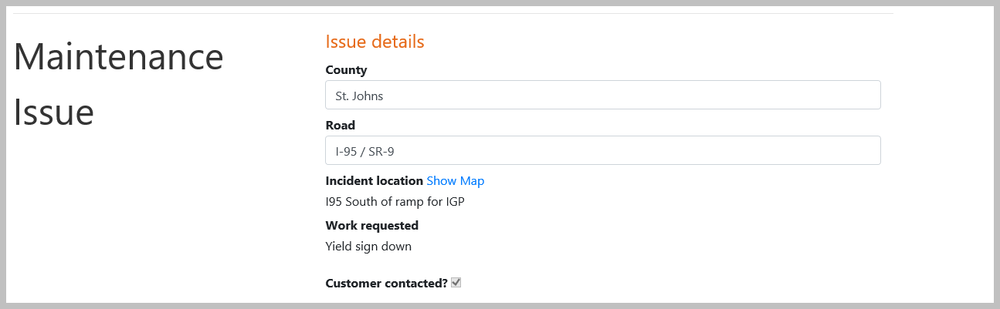 Maintenance
Issue
Issue details
County
St. Johns
Road
I-95 / SR-9
Incident location Show Map
I95 South of ramp for IGP
Work requested
Yield sign down
Customer contacted?